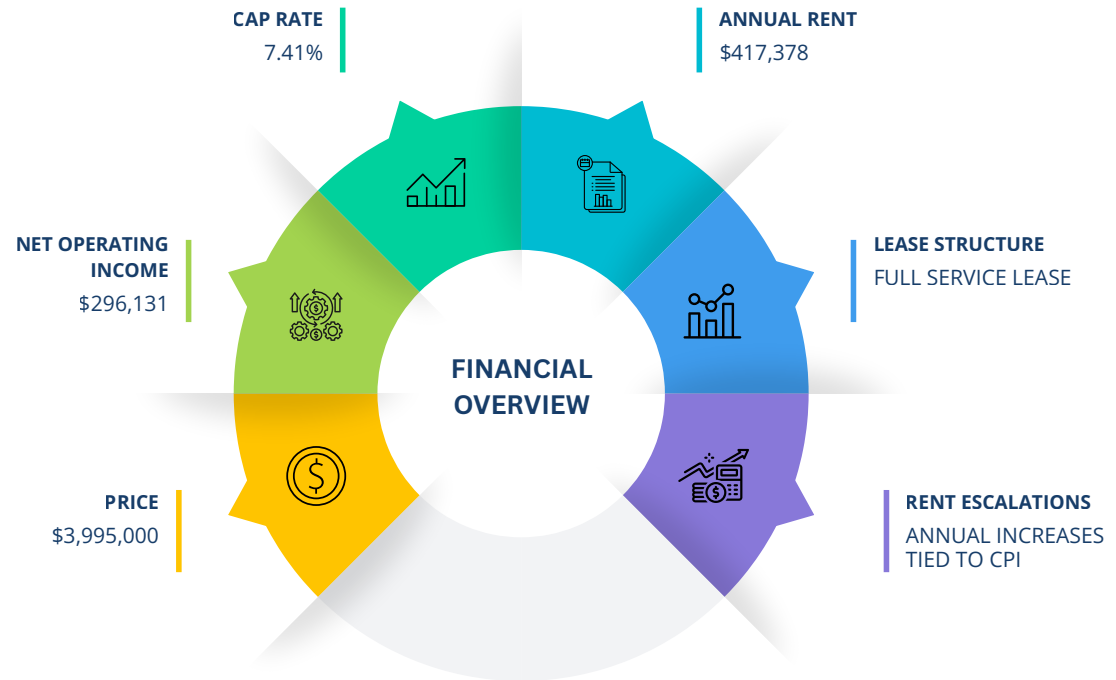 CAP RATE
7.41%
ANNUAL RENT
$417,378
NET OPERATING
INCOME
$296,131
LEASE STRUCTURE
FULL SERVICE LEASE
FINANCIAL
OVERVIEW
PRICE
$3,995,000
RENT ESCALATIONS
ANNUAL INCREASES
TIED TO CPI